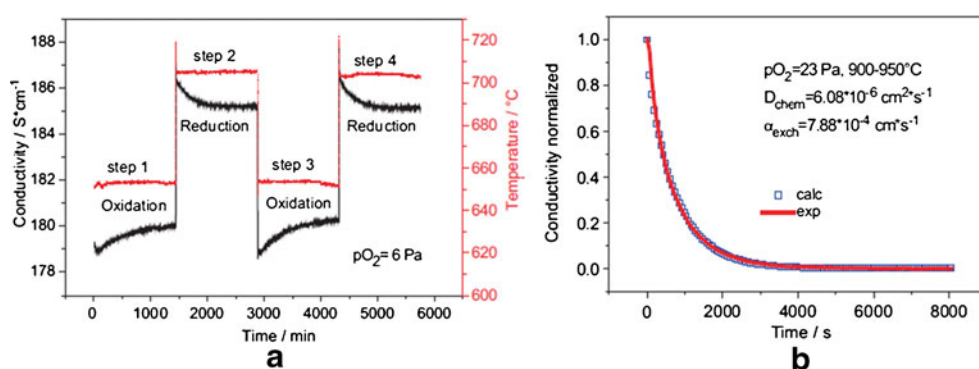 188
186
184
182
180
178
Conductivity / S*cm⁻¹
step 1
step 2
step 3
step 4
Oxidation
Reduction
Oxidation
Reduction
pO₂= 6 Pa
720
700
680
660
640
620
600
Temperature / °C
0 1000 2000 3000 4000 5000 6000
Time / min
a
1.0
0.8
0.6
0.4
0.2
0.0
Conductivity normalized
pO₂=23 Pa, 900-950°C
D_chem=6.08*10⁻⁶ cm²*s⁻¹
α_exch=7.88*10⁻⁴ cm*s⁻¹
calc
exp
0 2000 4000 6000 8000
Time / s
b